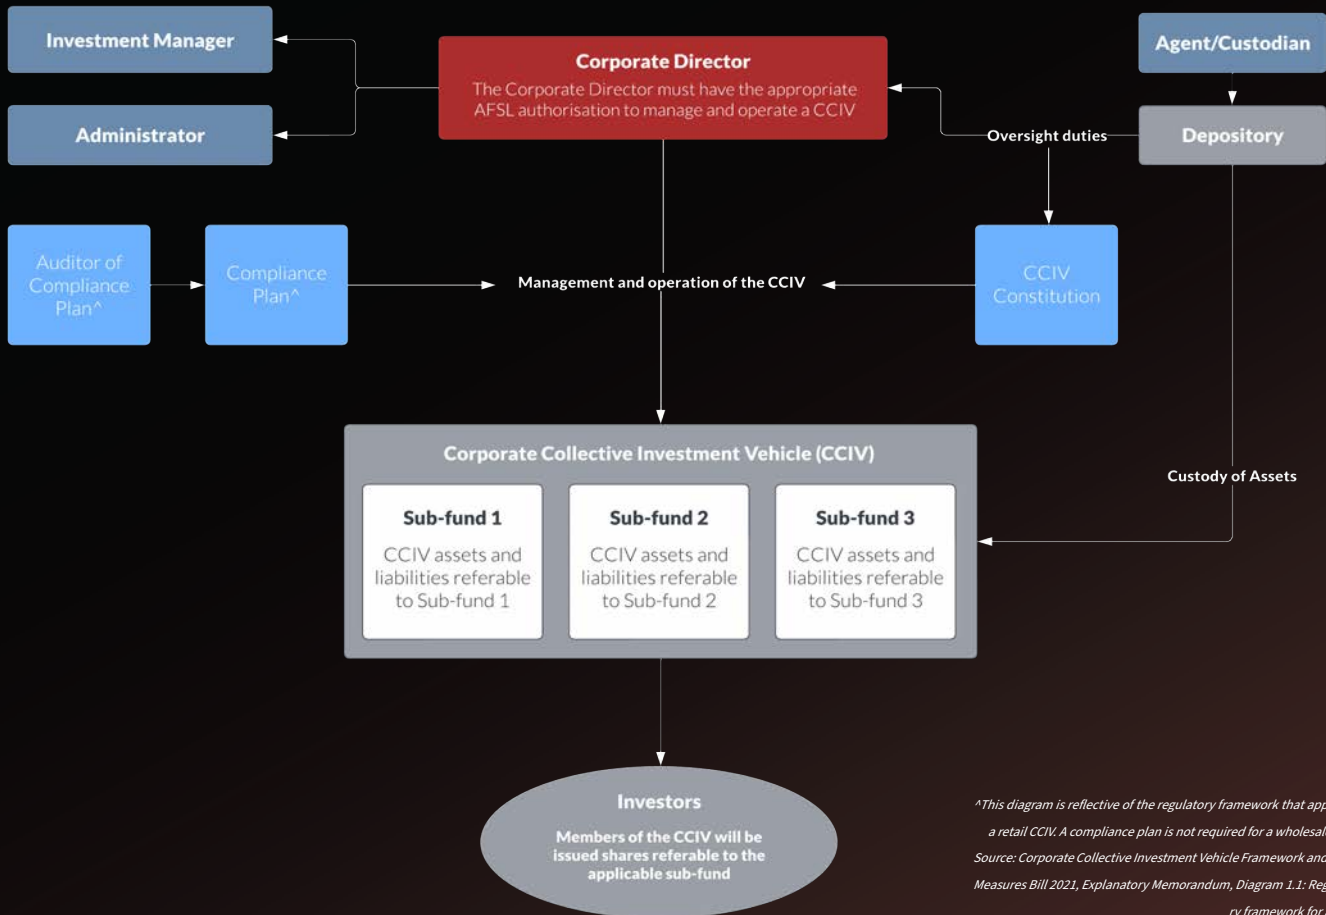 Investment Manager
Corporate Director
The Corporate Director must have the appropriate
AFSL authorisation to manage and operate a CCIV
Agent/Custodian
Administrator
Oversight duties
Depository
Auditor of
Compliance
Plan^
Compliance
Plan^
Management and operation of the CCIV
CCIV
Constitution
Corporate Collective Investment Vehicle (CCIV)
Custody of Assets
Sub-fund 1
CCIV assets and
liabilities referable
to Sub-fund 1
Sub-fund 2
CCIV assets and
liabilities referable
to Sub-fund 2
Sub-fund 3
CCIV assets and
liabilities referable
to Sub-fund 3
Investors
Members of the CCIV will be
issued shares referable to the
applicable sub-fund
^This diagram is reflective of the regulatory framework that
a retail CCIV. A compliance plan is not required for a
Source: Corporate Collective Investment Vehicle Framework and
Measures Bill 2021, Explanatory Memorandum, Diagram 1.1:
framework for